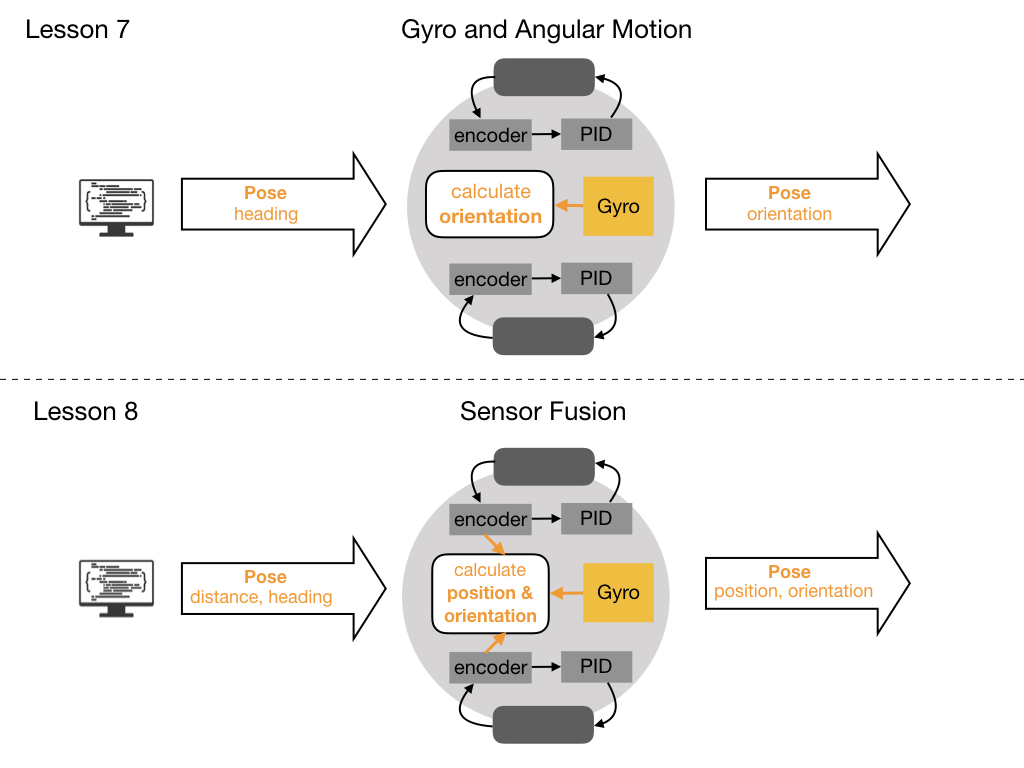 Lesson 7
Gyro and Angular Motion
encoder
PID
Pose
heading
calculate
orientation
Gyro
Pose
orientation
encoder
PID
Lesson 8
Sensor Fusion
encoder
PID
Pose
distance, heading
calculate
position &
orientation
Gyro
Pose
position, orientation
encoder
PID